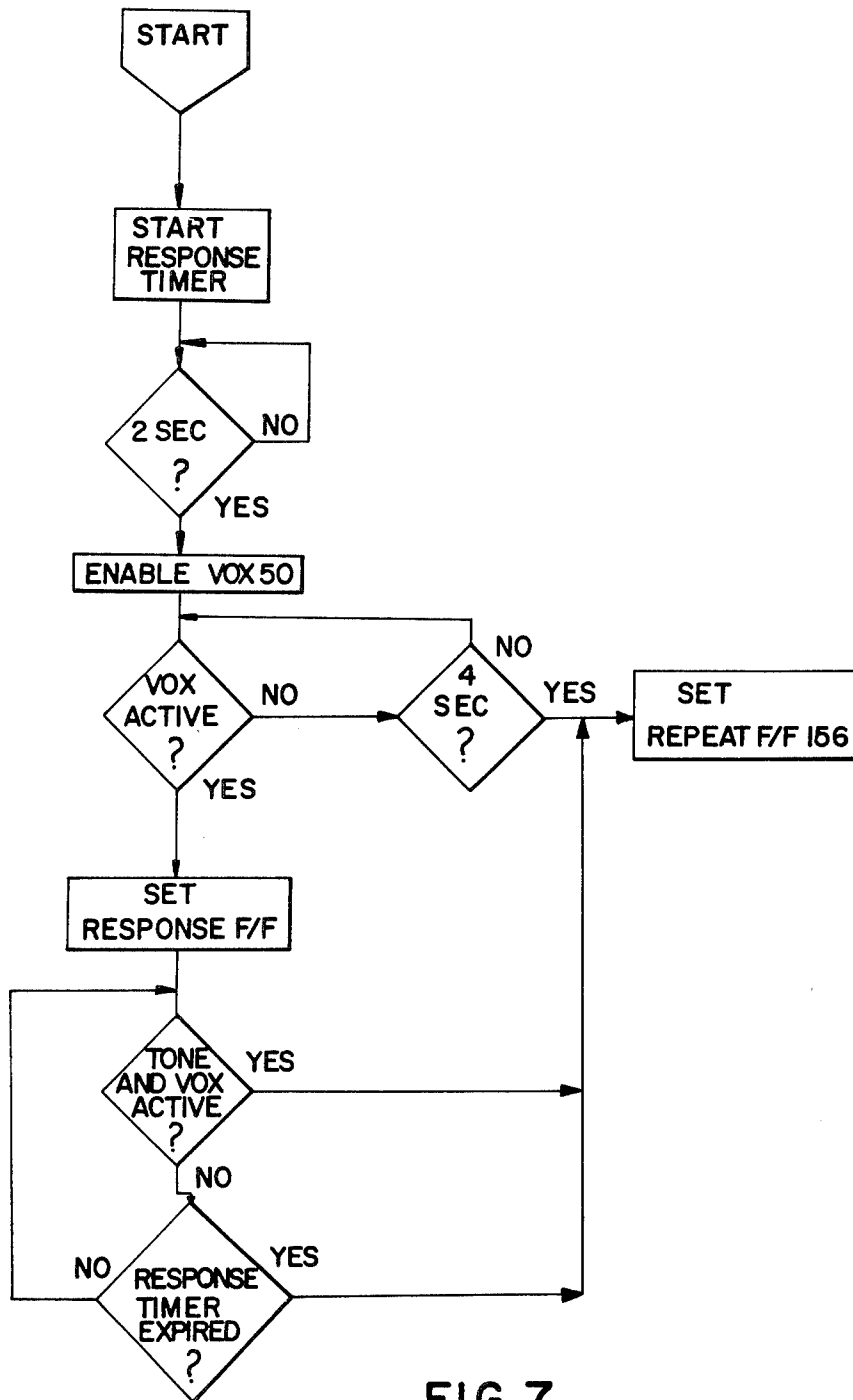 START
START
RESPONSE
TIMER
2 SEC
?
NO
YES
ENABLE VOX 50
NO
VOX
ACTIVE
?
NO
YES
4
SEC
?
YES
SET
REPEAT F/F 156
SET
RESPONSE F/F
TONE
AND VOX
ACTIVE
?
YES
NO
NO
RESPONSE
TIMER
EXPIRED
?
YES
FIG. 7